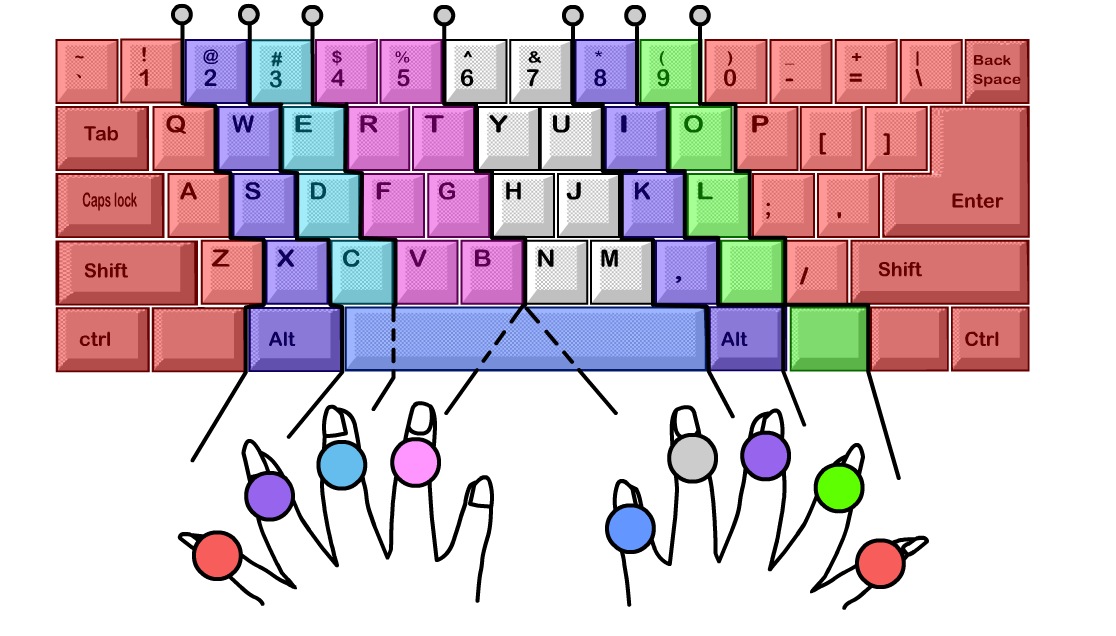 ~ ! @ # $ % ^ & * ( ) _ + | Back
` 1 2 3 4 5 6 7 8 9 0 - = \ Space
Tab Q W E R T Y U I O P [ ]
Caps lock A S D F G H J K L ; , Enter
Shift Z X C V B N M , / Shift
ctrl Alt Alt Ctrl